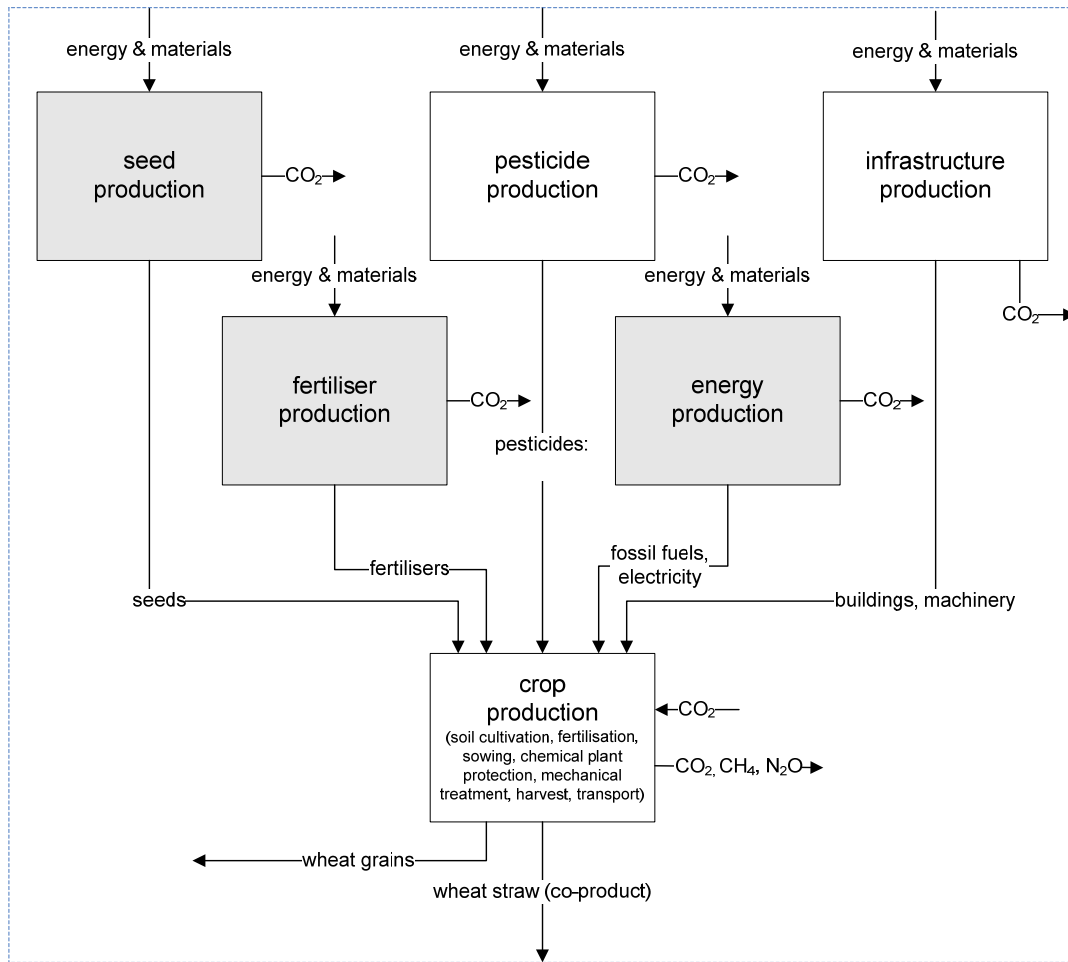 energy & materials
energy & materials
energy & materials
seed
production
CO₂
pesticide
production
CO₂
infrastructure
production
CO₂
energy & materials
energy & materials
fertiliser
production
CO₂
energy
production
CO₂
pesticides:
fertilisers
fossil fuels,
electricity
seeds
buildings, machinery
crop
production
(soil cultivation, fertilisation,
sowing, chemical plant
protection, mechanical
treatment, harvest, transport)
CO₂
CO₂, CH₄, N₂O
wheat grains
wheat straw (co-product)